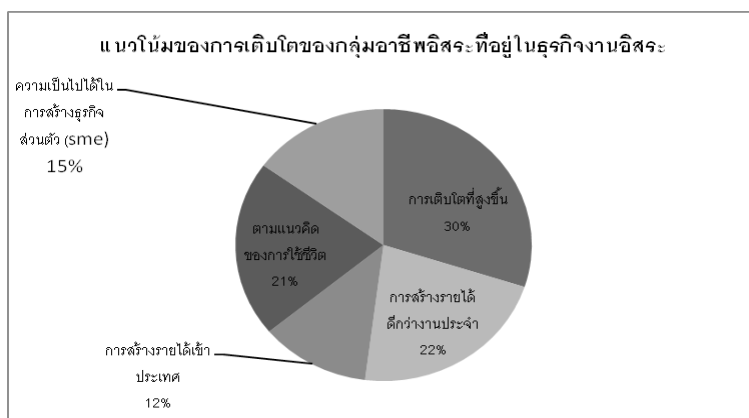 แนวโน้มของการเติบโตของกลุ่มอาชีพอิสระที่อยู่ในธุรกิจงานอิสระ
ความเป็นไปได้ใน
การสร้างธุรกิจ
ส่วนตัว (sme)
15%
การเติบโตที่สูงขึ้น
30%
ตามแนวคิด
ของการใช้ชีวิต
21%
การสร้างรายได้
ดีกว่างานประจำ
22%
การสร้างรายได้เข้า
ประเทศ
12%